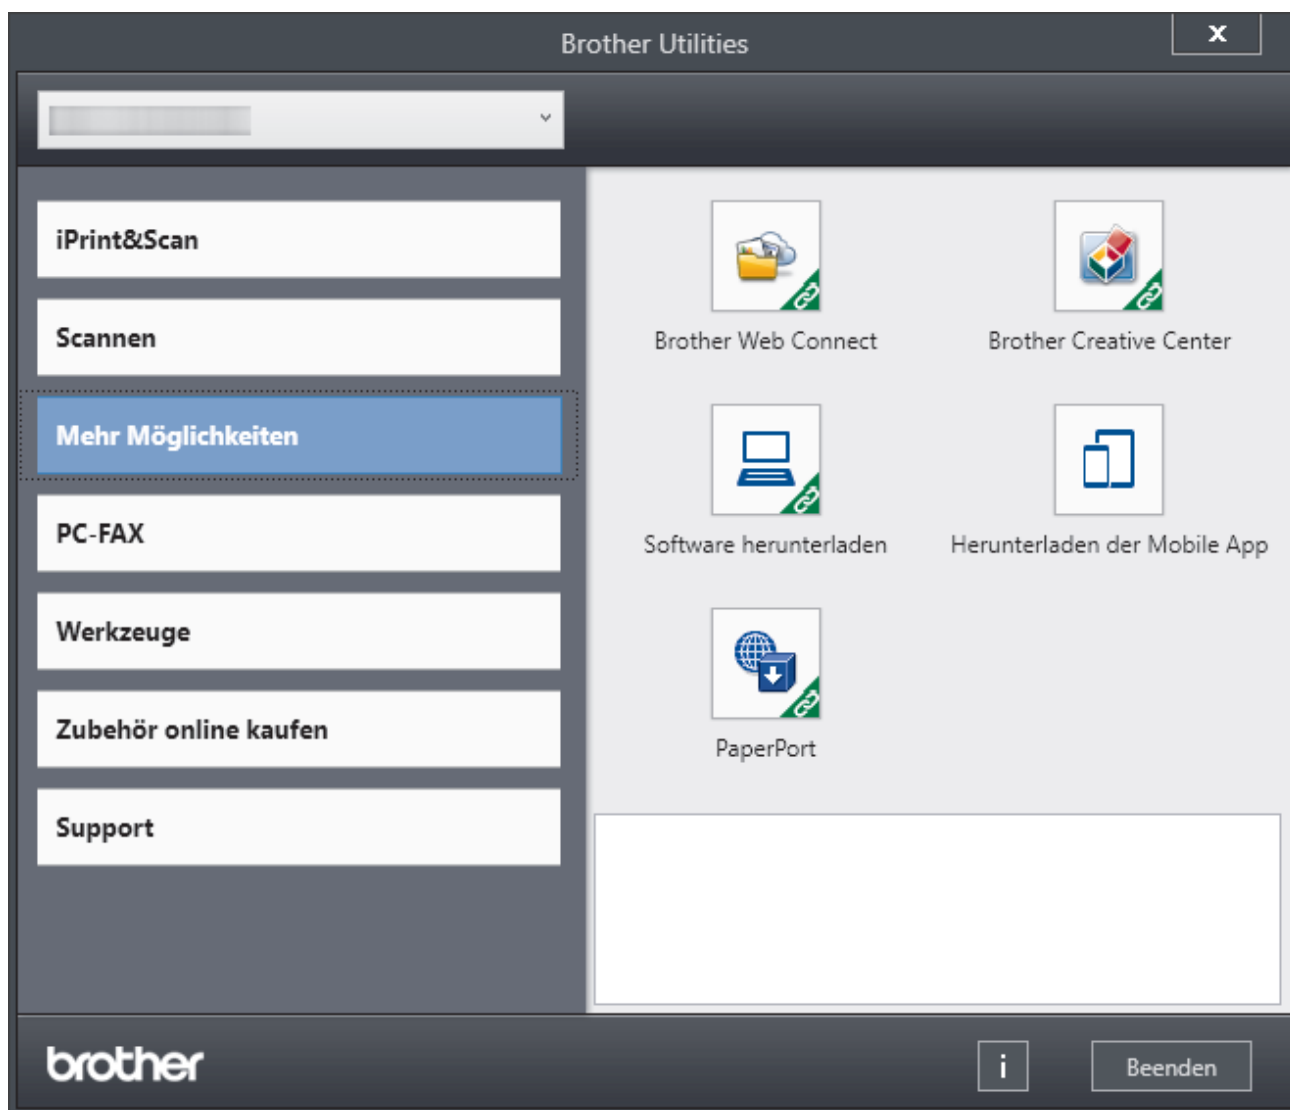 Brother Utilities
x
iPrint&Scan
Scannen
Mehr Möglichkeiten
PC-FAX
Werkzeuge
Zubehör online kaufen
Support
Brother Web Connect
Brother Creative Center
Software herunterladen
Herunterladen der Mobile App
PaperPort
brother
i
Beenden